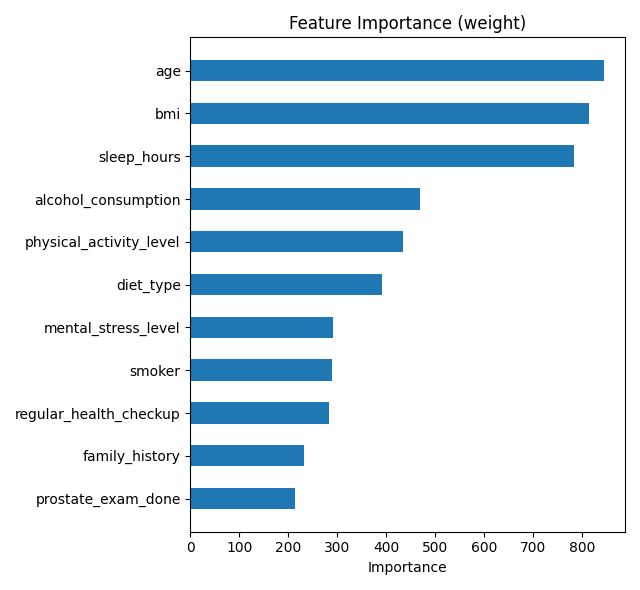 Feature Importance (weight)
age
bmi
sleep_hours
alcohol_consumption
physical_activity_level
diet_type
mental_stress_level
smoker
regular_health_checkup
family_history
prostate_exam_done
0 100 200 300 400 500 600 700 800
Importance